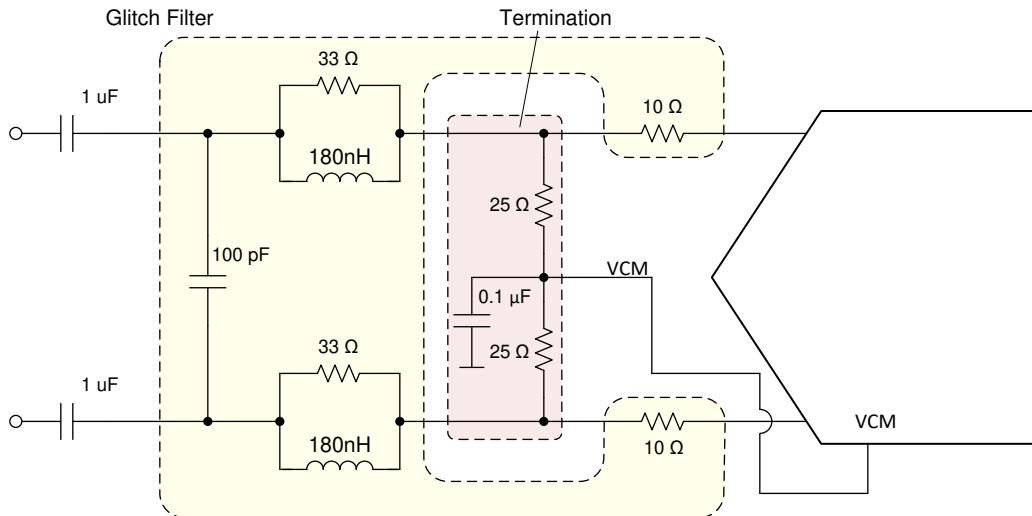 Glitch Filter
Termination
33 Ω
1 uF
10 Ω
180nH
25 Ω
100 pF
VCM
0.1 µF
33 Ω
25 Ω
1 uF
VCM
180nH
10 Ω